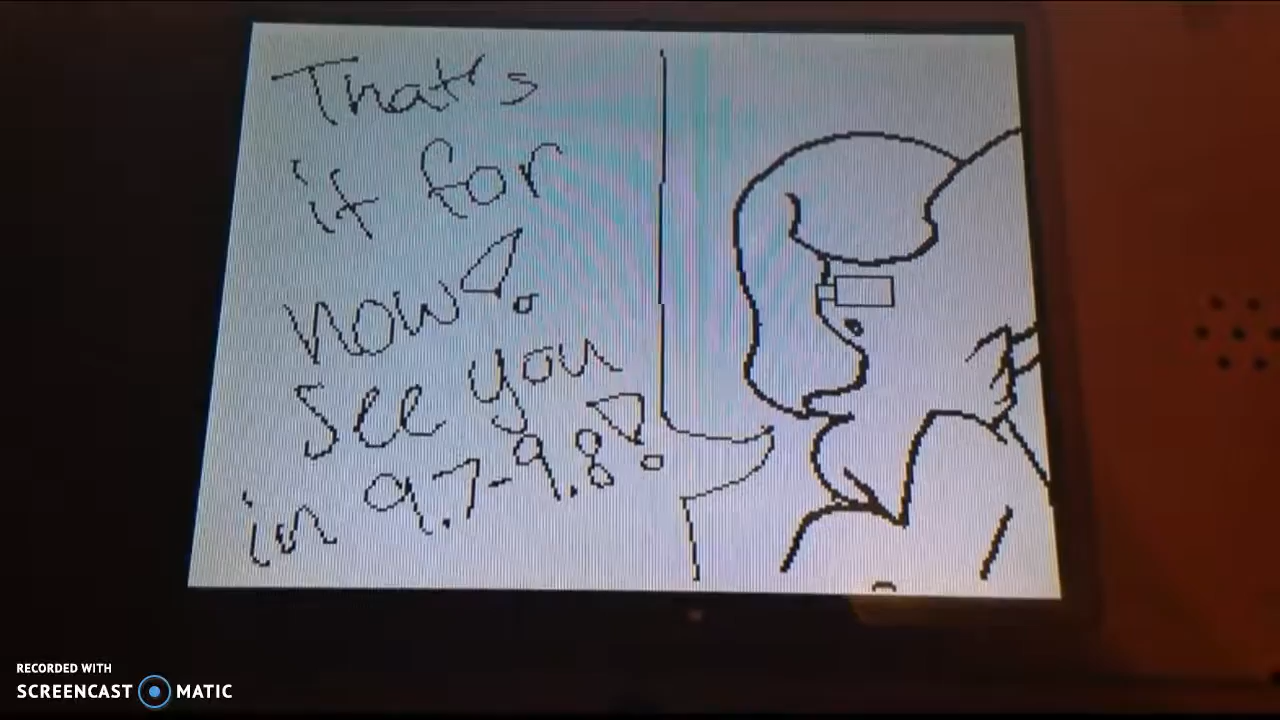 That's
it for
now!
see you
in 9.7-9.8!
RECORDED WITH
SCREENCAST MATIC